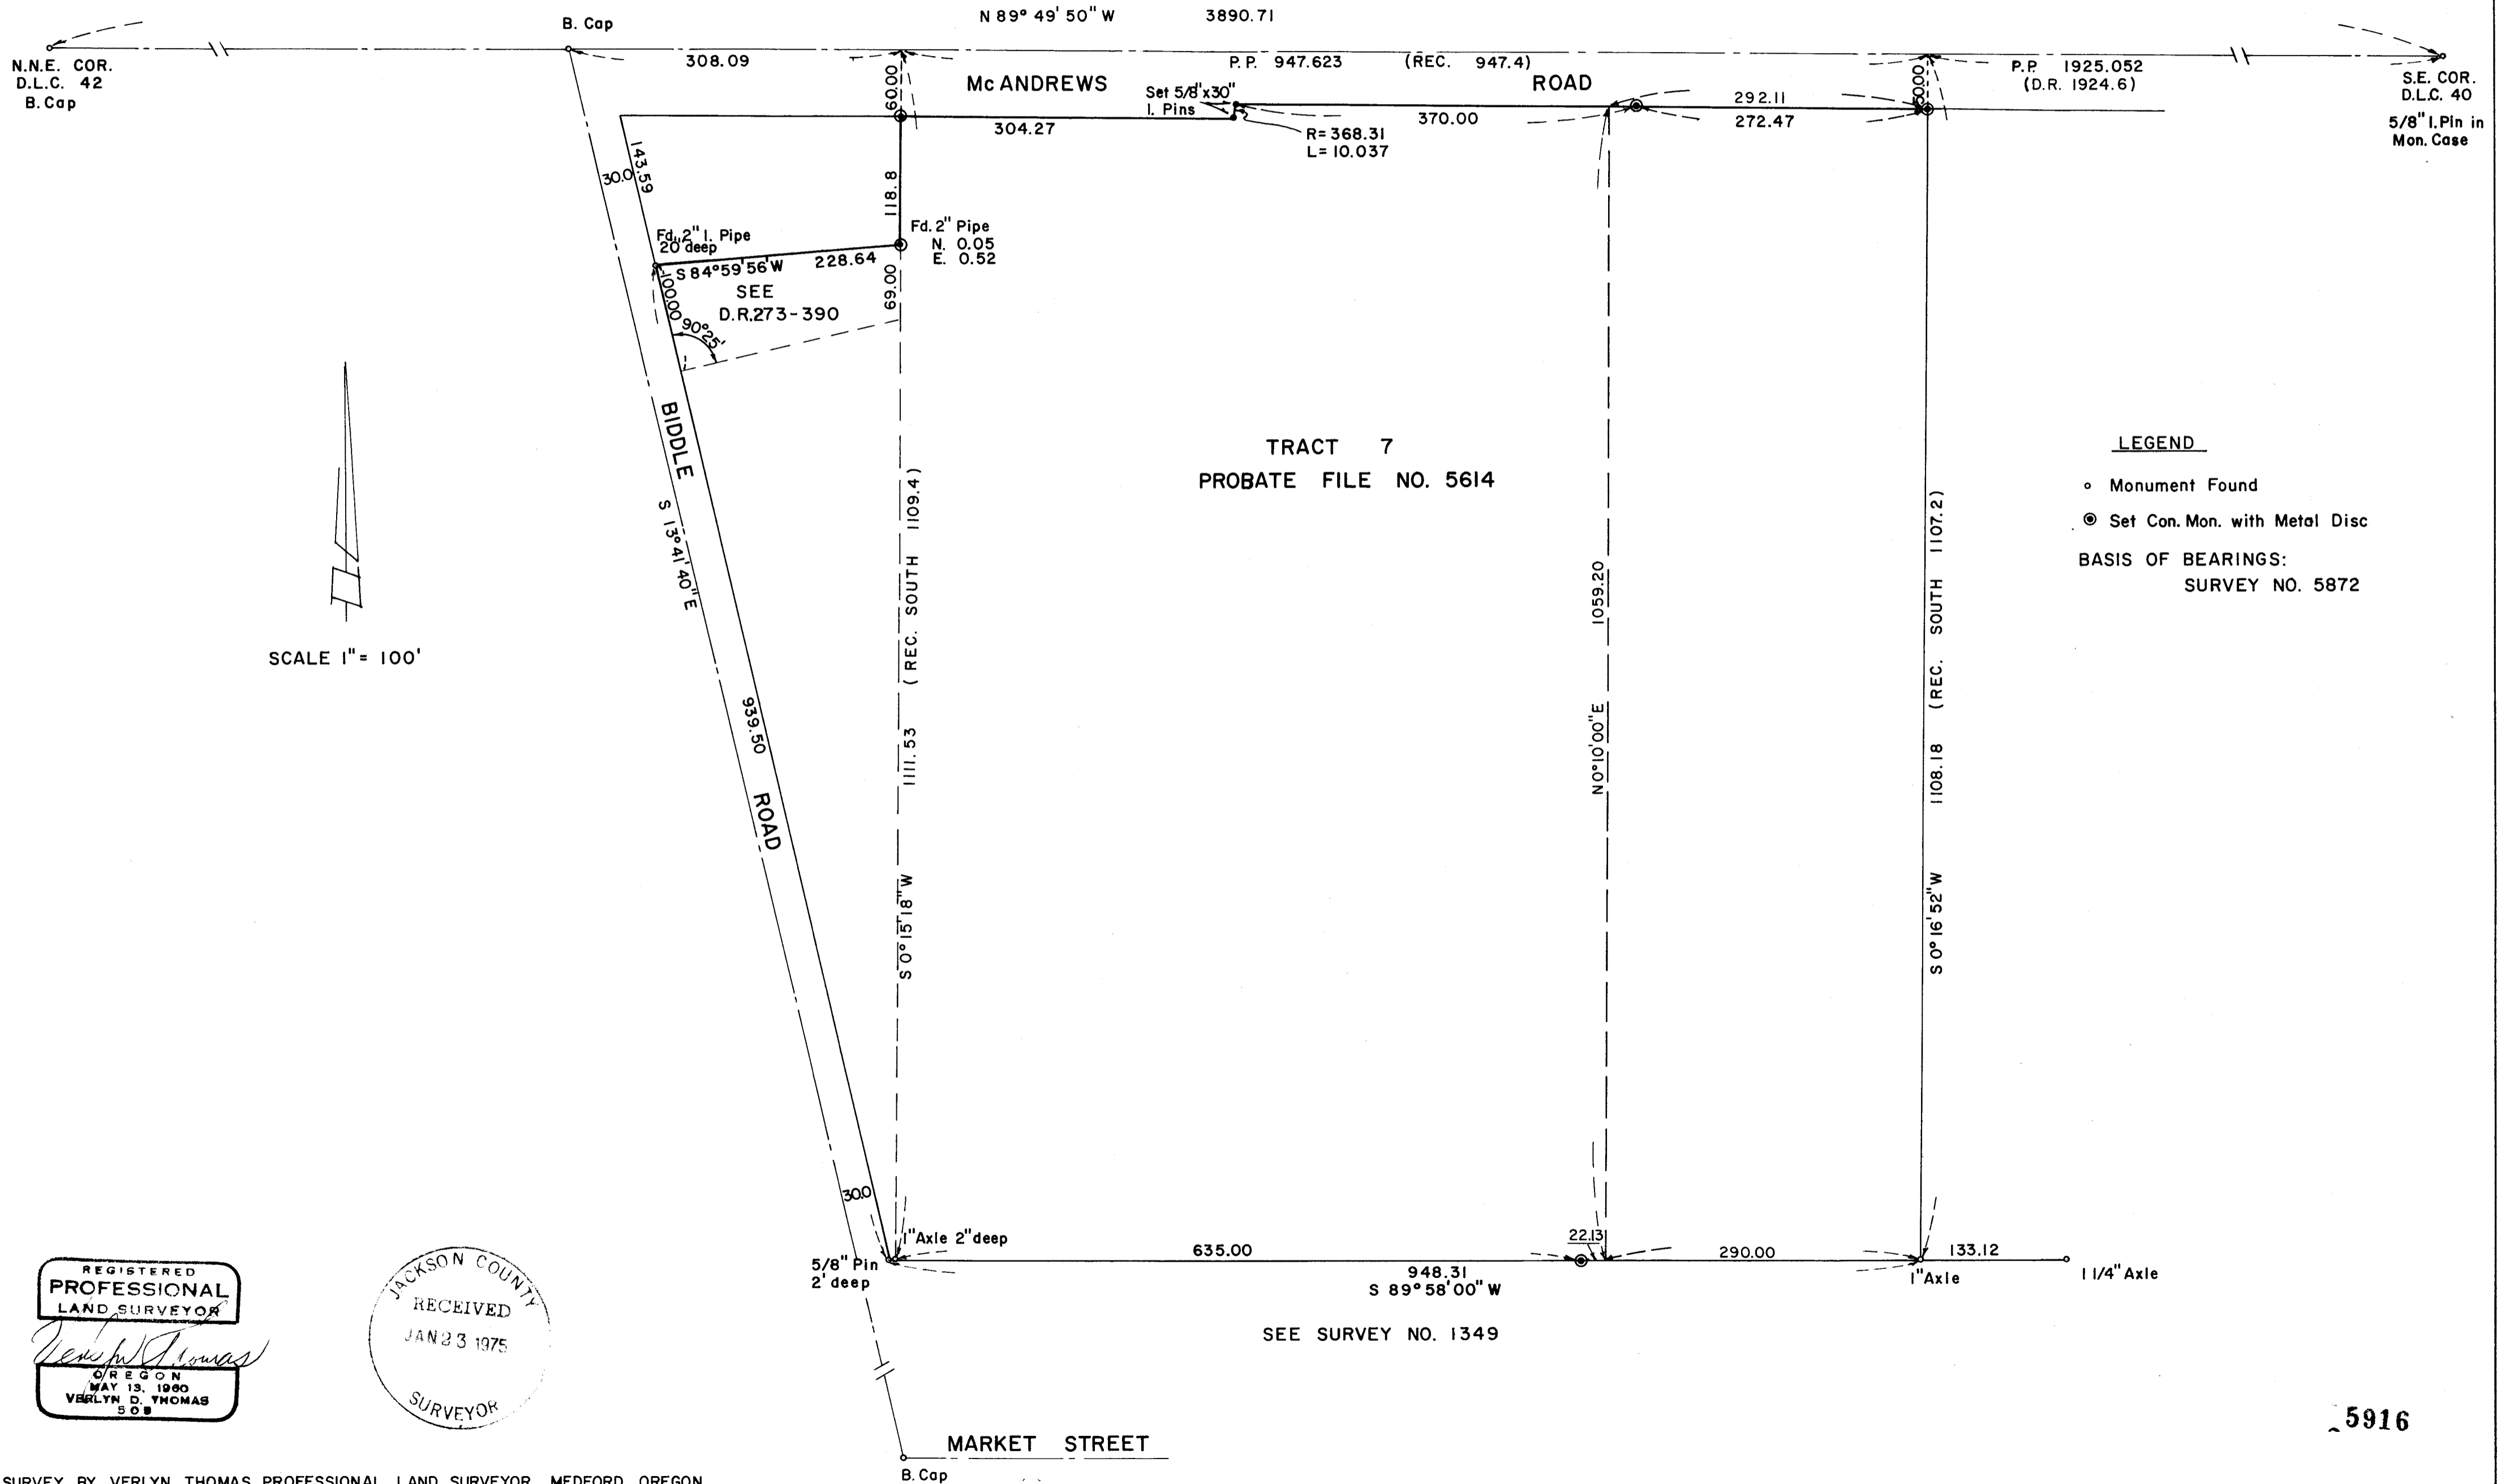 N 89° 49' 50" W 3890.71
B. Cap
N.N.E. COR.
D.L.C. 42
B. Cap
308.09
60.00
Mc ANDREWS ROAD
P.P. 947.623 (REC. 947.4)
P.P. 1925.052
(D.R. 1924.6)
S.E. COR.
D.L.C. 40
5/8" I. Pin in
Mon. Case
Set 5/8" x 30"
I. Pins
304.27
R= 368.31
L= 10.037
370.00
292.11
272.47
143.59
30.0
118.8
Fd. 2" I. Pipe
20" deep
Fd. 2" Pipe
N. 0.05
E. 0.52
S 84° 59' 56" W 228.64
100.00
SEE
D.R. 273-390
69.00
90° 25'
BIDDLE ROAD
S 13° 41' 40" E
939.50
SCALE 1" = 100'
TRACT 7
PROBATE FILE NO. 5614
S 0° 15' 18" W 1111.53 (REC. SOUTH 1109.4)
N 0° 10' 00" E 1059.20
S 0° 16' 52" W 1108.18 (REC. SOUTH 1107.2)
LEGEND
Monument Found
Set Con. Mon. with Metal Disc
BASIS OF BEARINGS:
SURVEY NO. 5872
30.0
1" Axle 2" deep
5/8" Pin
2' deep
635.00
22.13
290.00
133.12
948.31
S 89° 58' 00" W
1" Axle
1 1/4" Axle
SEE SURVEY NO. 1349
REGISTERED
PROFESSIONAL
LAND SURVEYOR
Verlyn D Thomas
OREGON
MAY 13, 1960
VERLYN D. THOMAS
JACKSON COUNTY
RECEIVED
JAN 23 1975
SURVEYOR
MARKET STREET
B. Cap
5916
SURVEY BY VERLYN THOMAS PROFESSIONAL LAND SURVEYOR, MEDFORD, OREGON